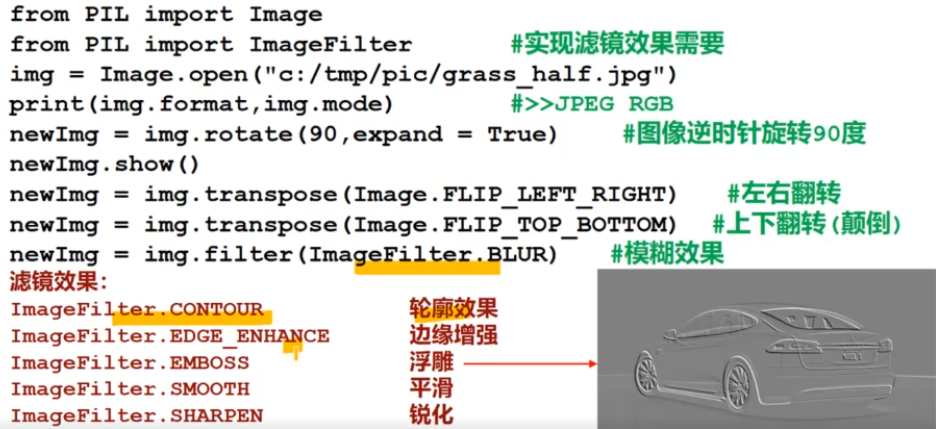 from PIL import Image
from PIL import ImageFilter #实现滤镜效果需要
img = Image.open("c:/tmp/pic/grass_half.jpg")
print(img.format,img.mode) #>>JPEG RGB
newImg = img.rotate(90,expand = True) #图像逆时针旋转90度
newImg.show()
newImg = img.transpose(Image.FLIP_LEFT_RIGHT) #左右翻转
newImg = img.transpose(Image.FLIP_TOP_BOTTOM) #上下翻转(颠倒)
newImg = img.filter(ImageFilter.BLUR) #模糊效果
滤镜效果:
ImageFilter.CONTOUR 轮廓效果
ImageFilter.EDGE_ENHANCE 边缘增强
ImageFilter.EMBOSS 浮雕
ImageFilter.SMOOTH 平滑
ImageFilter.SHARPEN 锐化